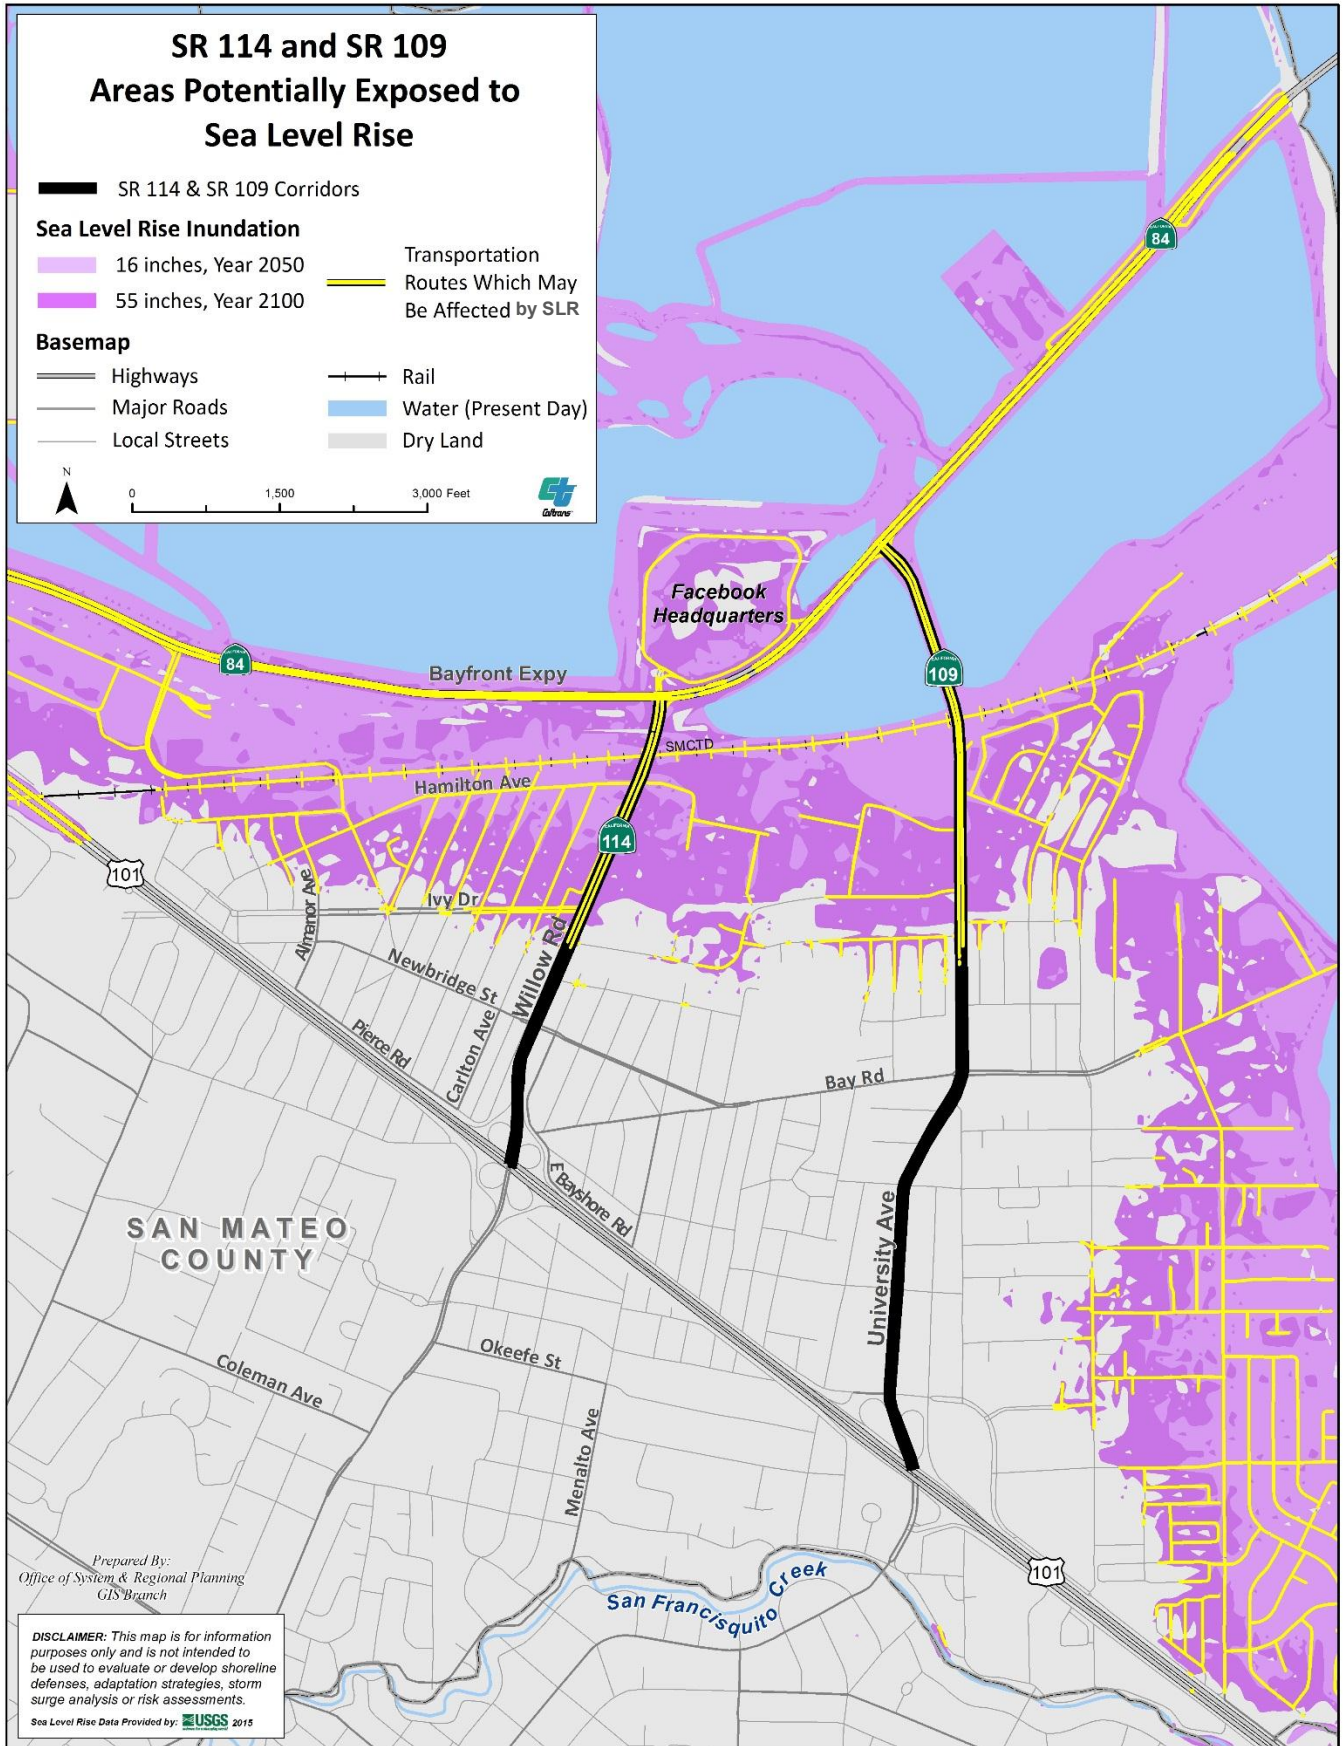 SR 114 and SR 109
Areas Potentially Exposed to
Sea Level Rise
SR 114 & SR 109 Corridors
Sea Level Rise Inundation
16 inches, Year 2050
55 inches, Year 2100
Transportation
Routes Which May
Be Affected by SLR
Basemap
Highways
Major Roads
Local Streets
Rail
Water (Present Day)
Dry Land
N
0 1,500 3,000 Feet
Caltrans
CALIFORNIA
84
Facebook
Headquarters
CALIFORNIA
84
Bayfront Expy
CALIFORNIA
109
SMCTD
Hamilton Ave
CALIFORNIA
114
101
Almanor Ave
Ivy Dr
Willow Rd
Newbridge St
Carlton Ave
Pierce Rd
Bay Rd
E Bayshore Rd
University Ave
SAN MATEO
COUNTY
Okeefe St
Coleman Ave
Menalto Ave
San Francisquito Creek
101
Prepared By:
Office of System & Regional Planning
GIS Branch
DISCLAIMER: This map is for information
purposes only and is not intended to
be used to evaluate or develop shoreline
defenses, adaptation strategies, storm
surge analysis or risk assessments.
Sea Level Rise Data Provided by: USGS 2015